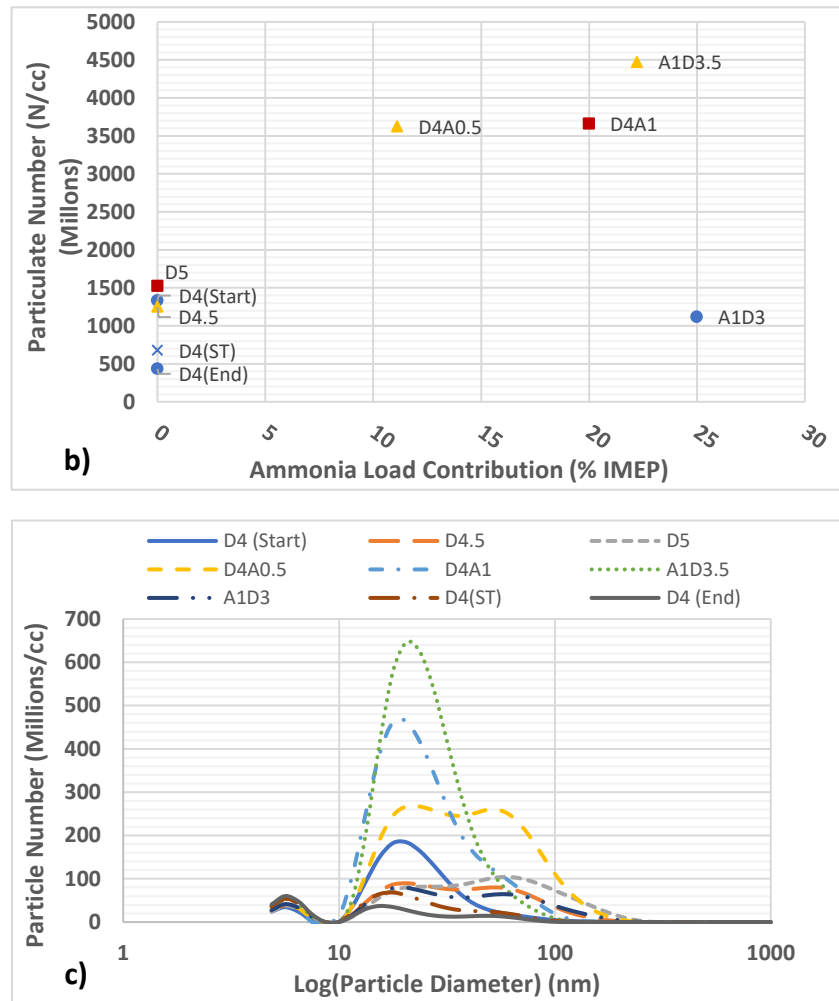 5000
4500
4000
3500
3000
2500
2000
1500
1000
500
0
Particulate Number (N/cc)
(Millons)
A1D3.5
D4A0.5
D4A1
D5
D4(Start)
D4.5
D4(ST)
D4(End)
A1D3
0 5 10 15 20 25 30
b)
Ammonia Load Contribution (% IMEP)
D4 (Start) D4.5 D5
D4A0.5 D4A1 A1D3.5
A1D3 D4(ST) D4 (End)
700
600
500
400
300
200
100
0
Particle Number (Millions/cc)
1 10 100 1000
c)
Log(Particle Diameter) (nm)